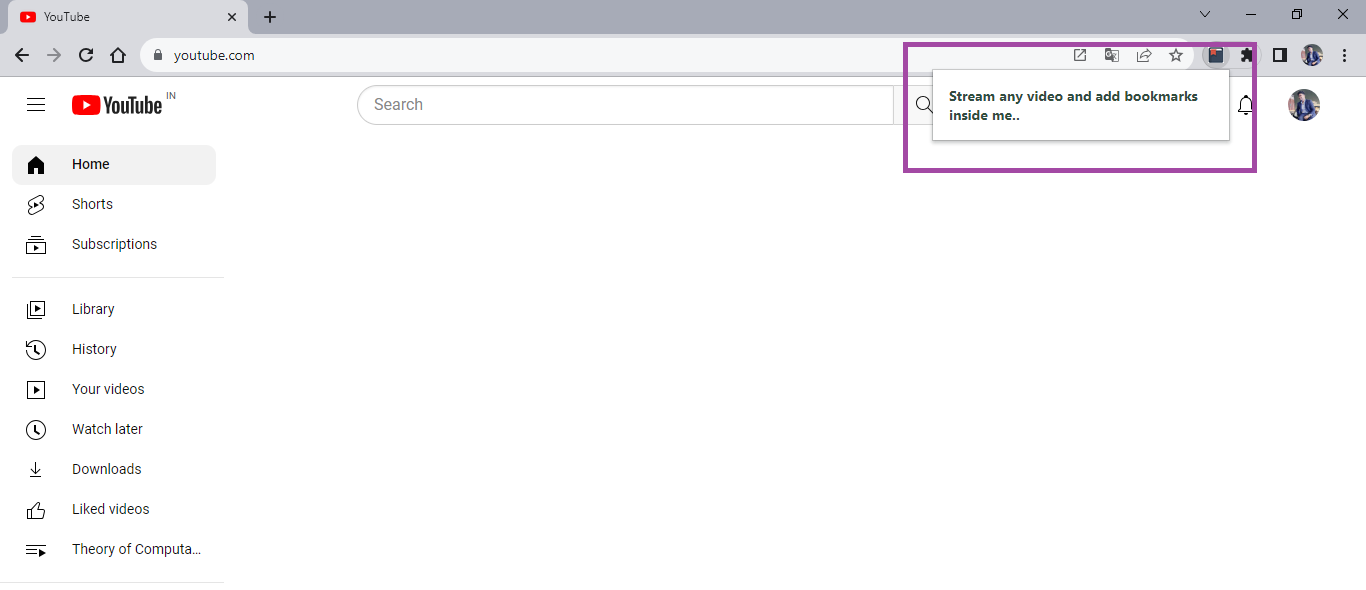 YouTube
youtube.com
YouTube IN
Search
Stream any video and add bookmarks
inside me..
Home
Shorts
Subscriptions
Library
History
Your videos
Watch later
Downloads
Liked videos
Theory of Computa...